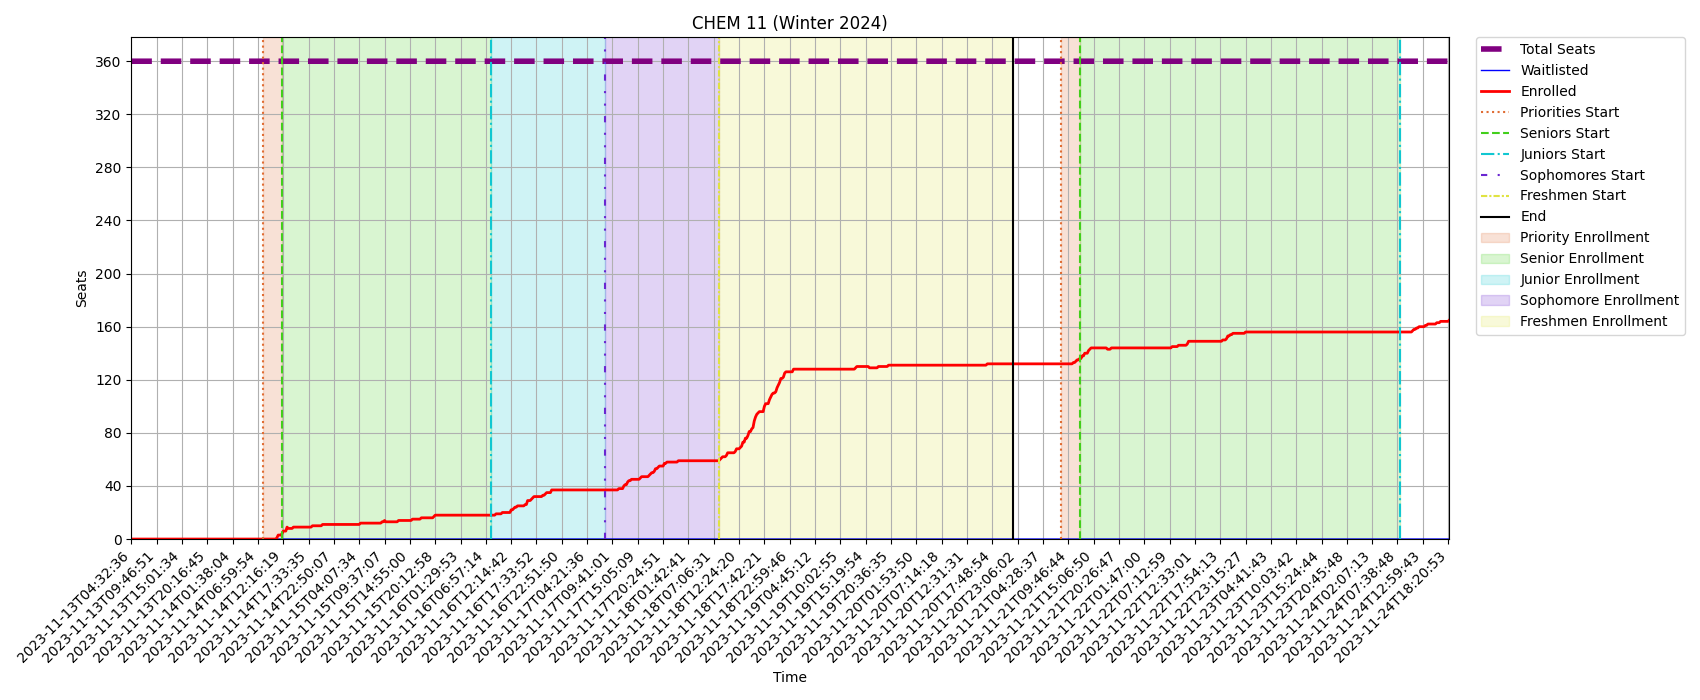 CHEM 11 (Winter 2024)
Seats
360
320
280
240
200
160
120
80
40
0
2023-11-13T04:32:36
2023-11-13T09:46:51
2023-11-13T15:01:34
2023-11-13T20:16:45
2023-11-14T01:38:04
2023-11-14T06:59:54
2023-11-14T12:16:19
2023-11-14T17:33:35
2023-11-14T22:50:07
2023-11-15T04:07:34
2023-11-15T09:37:07
2023-11-15T14:55:00
2023-11-15T20:12:58
2023-11-16T01:29:53
2023-11-16T06:57:14
2023-11-16T12:14:42
2023-11-16T17:33:52
2023-11-16T22:51:50
2023-11-17T04:21:36
2023-11-17T09:41:01
2023-11-17T15:05:09
2023-11-17T20:24:51
2023-11-18T01:42:41
2023-11-18T07:06:31
2023-11-18T12:24:20
2023-11-18T17:42:21
2023-11-18T22:59:46
2023-11-19T04:45:12
2023-11-19T10:02:55
2023-11-19T15:19:54
2023-11-19T20:36:35
2023-11-20T01:53:50
2023-11-20T07:14:18
2023-11-20T12:31:31
2023-11-20T17:48:54
2023-11-20T23:06:02
2023-11-21T04:28:37
2023-11-21T09:46:44
2023-11-21T15:06:50
2023-11-21T20:26:47
2023-11-22T01:47:00
2023-11-22T07:12:59
2023-11-22T12:33:01
2023-11-22T17:54:13
2023-11-22T23:15:27
2023-11-23T04:41:43
2023-11-23T10:03:42
2023-11-23T15:24:44
2023-11-23T20:45:48
2023-11-24T02:07:13
2023-11-24T07:38:48
2023-11-24T12:59:43
2023-11-24T18:20:53
Time
Total Seats
Waitlisted
Enrolled
Priorities Start
Seniors Start
Juniors Start
Sophomores Start
Freshmen Start
End
Priority Enrollment
Senior Enrollment
Junior Enrollment
Sophomore Enrollment
Freshmen Enrollment